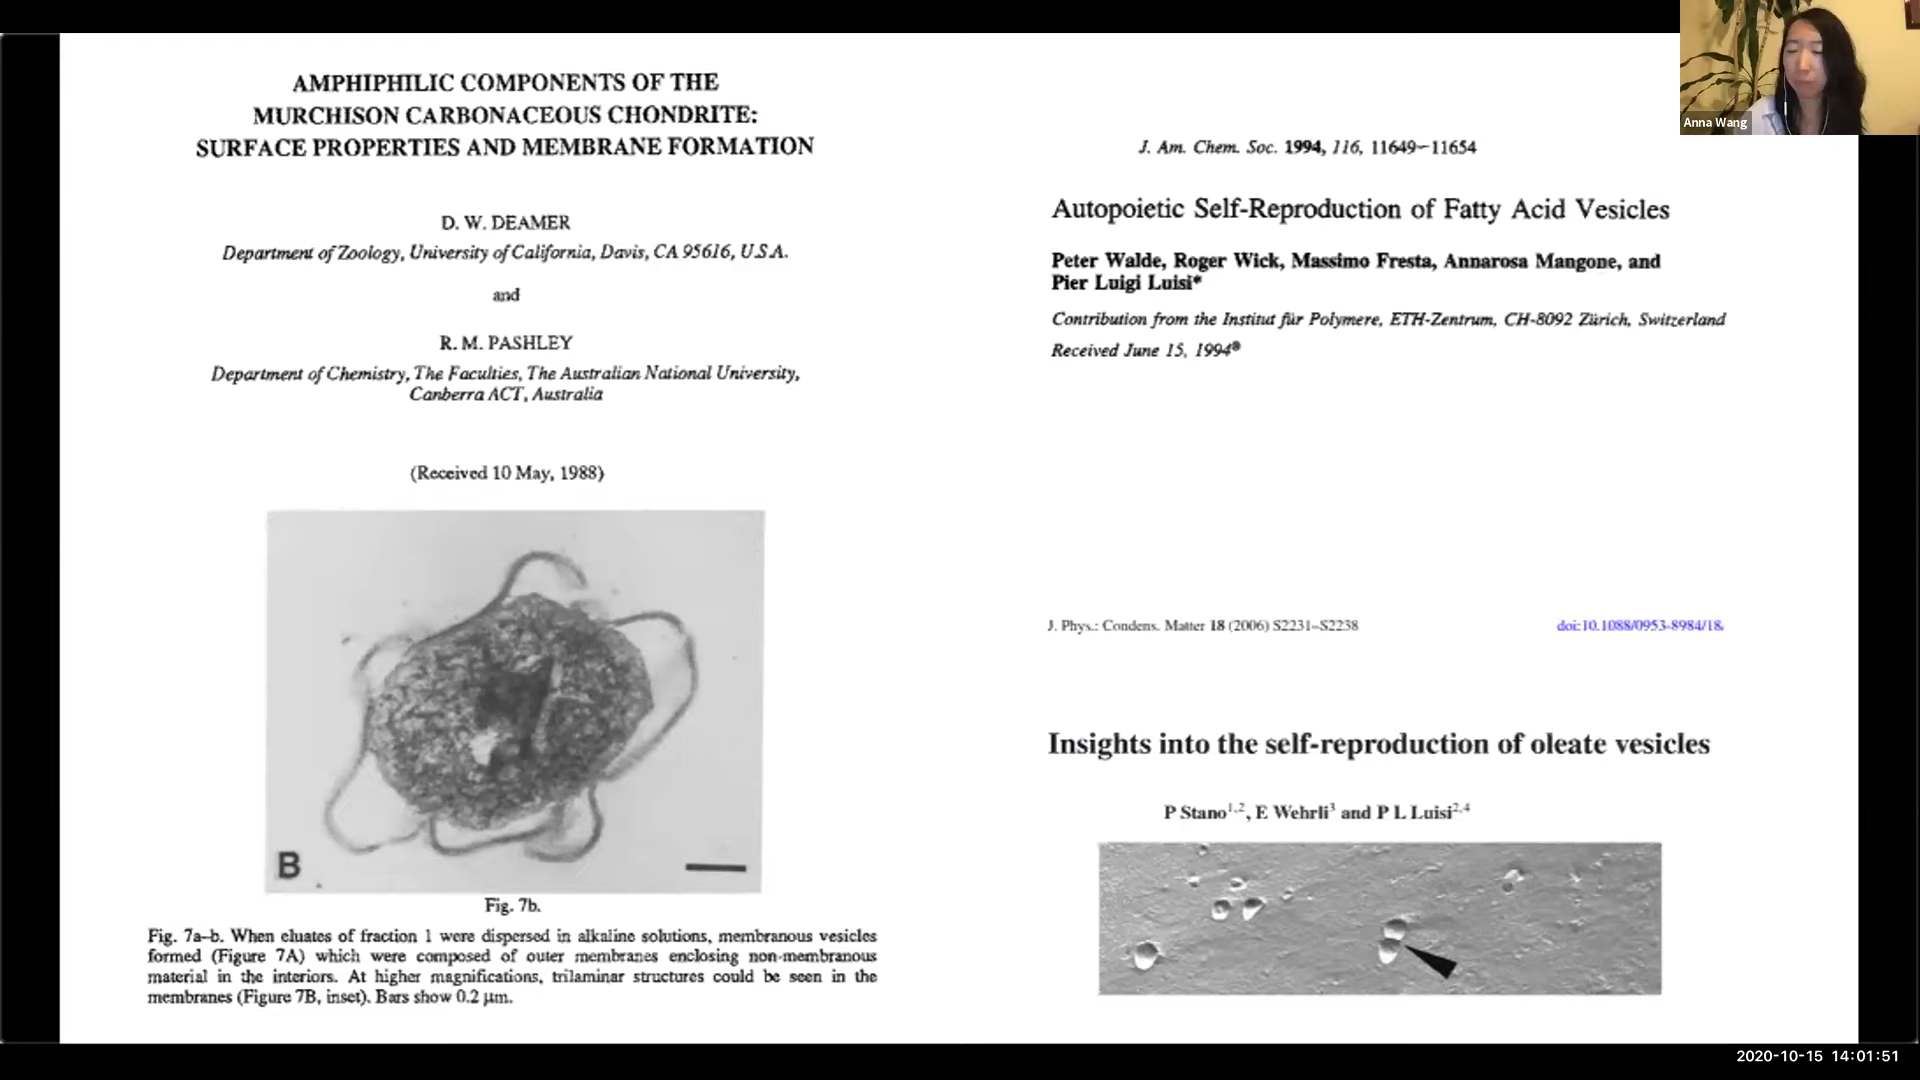 AMPHIPHILIC COMPONENTS OF THE
MURCHISON CARBONACEOUS CHONDRITE:
SURFACE PROPERTIES AND MEMBRANE FORMATION
D. W. DEAMER
Department of Zoology, University of California, Davis, CA 95616, U.S.A.
and
R. M. PASHLEY
Department of Chemistry, The Faculties, The Australian National University,
Canberra ACT, Australia
(Received 10 May, 1988)
B
Fig. 7b.
Fig. 7a–b. When eluates of fraction 1 were dispersed in alkaline solutions, membranous vesicles
formed (Figure 7A) which were composed of outer membranes enclosing non-membranous
material in the interiors. At higher magnifications, trilaminar structures could be seen in the
membranes (Figure 7B, inset). Bars show 0.2 μm.
J. Am. Chem. Soc. 1994, 116, 11649–11654
Autopoietic Self-Reproduction of Fatty Acid Vesicles
Peter Walde, Roger Wick, Massimo Fresta, Annarosa Mangone, and
Pier Luigi Luisi*
Contribution from the Institut für Polymere, ETH-Zentrum, CH-8092 Zürich, Switzerland
Received June 15, 1994®
J. Phys.: Condens. Matter 18 (2006) S2231–S2238
doi:10.1088/0953-8984/18/
Insights into the self-reproduction of oleate vesicles
P Stano1,2, E Wehrli3 and P L Luisi2,4
Anna Wang
2020-10-15 14:01:51